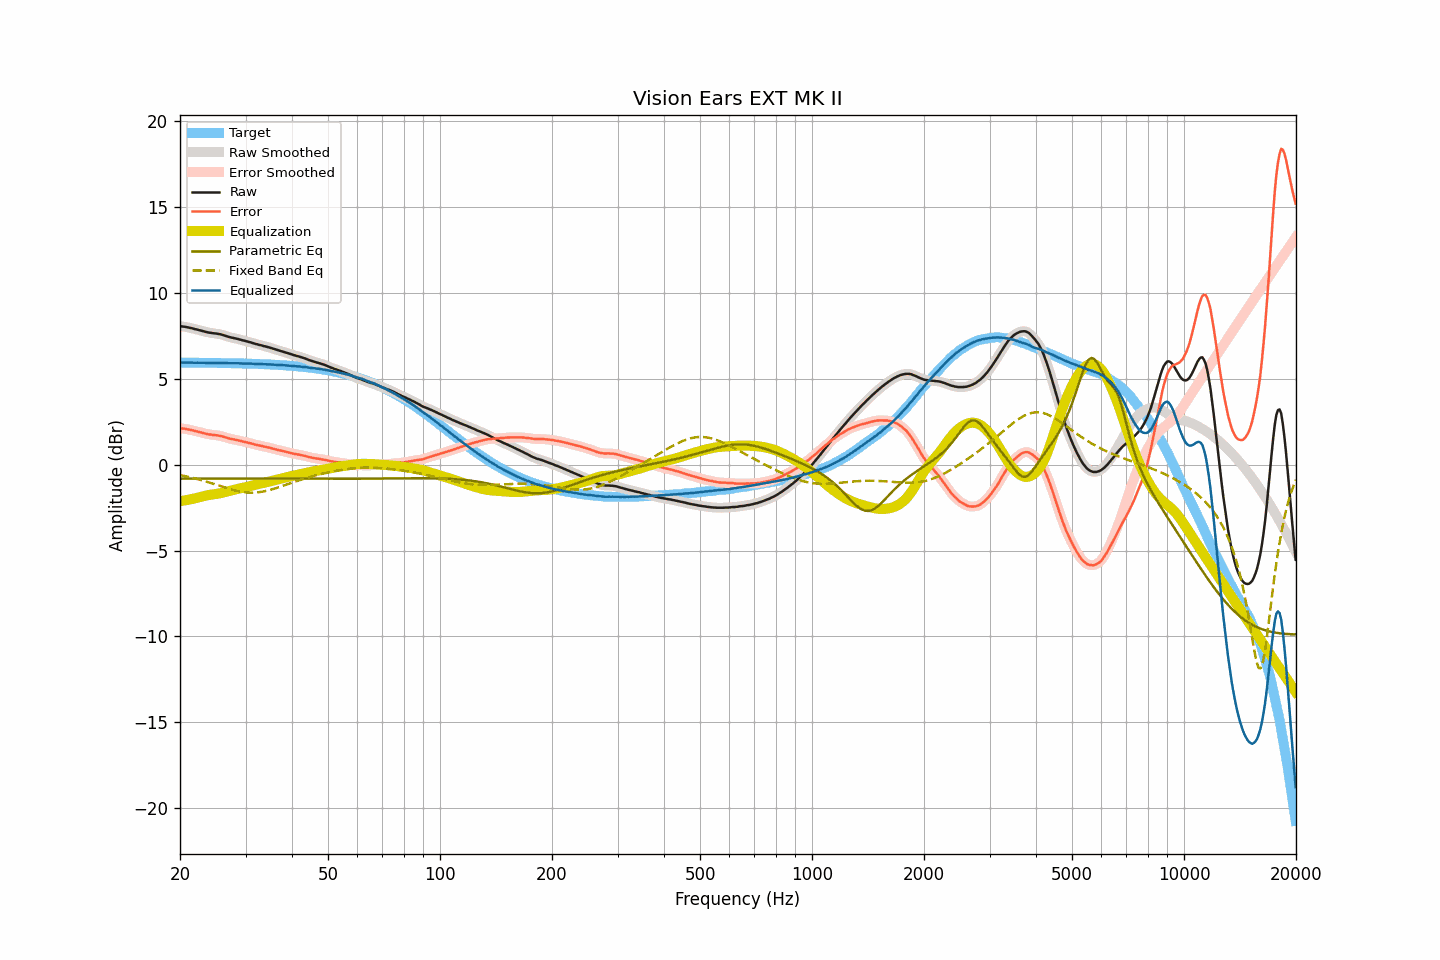 Vision Ears EXT MK II
20
15
10
5
0
−5
−10
−15
−20
Amplitude (dBr)
Target
Raw Smoothed
Error Smoothed
Raw
Error
Equalization
Parametric Eq
Fixed Band Eq
Equalized
20 50 100 200 500 1000 2000 5000 10000 20000
Frequency (Hz)